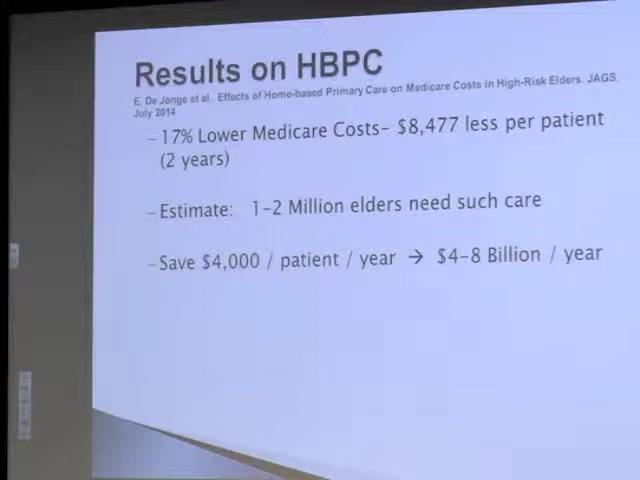 Results on HBPC
E. De Jonge et al. Effects of Home-based Primary Care on Medicare Costs in High-Risk Elders. JAGS.
July 2014
– 17% Lower Medicare Cost– $8,477 less per patient
(2 years)
– Estimate: 1–2 Million elders need such care
– Save $4,000 / patient / year → $4–8 Billion / year